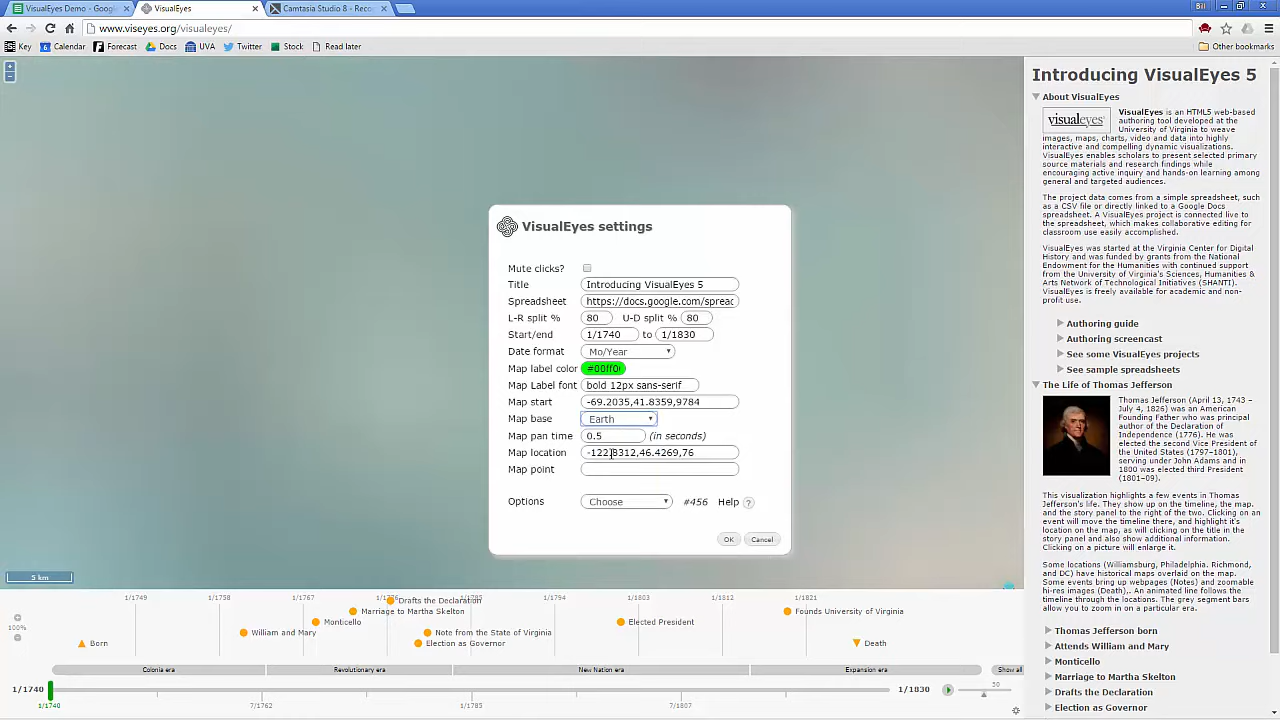 VisualEyes Demo - Google
VisualEyes
Camtasia Studio 8 - Reco
Bill
www.viseyes.org/visualeyes/
Key
Calendar
Forecast
Docs
UVA
Twitter
Stock
Read later
Other bookmarks
+
−
VisualEyes settings
Mute clicks?
Title
Introducing VisualEyes 5
Spreadsheet
https://docs.google.com/spreac
L-R split %
80
U-D split %
80
Start/end
1/1740
to
1/1830
Date format
Mo/Year
Map label color
#00ff0
Map Label font
bold 12px sans-serif
Map start
-69.2035,41.8359,9784
Map base
Earth
Map pan time
0.5
(in seconds)
Map location
-122.8312,46.4269,76
Map point
Options
Choose
#456
Help
?
OK
Cancel
5 km
Introducing VisualEyes 5
About VisualEyes
visualeyes
VisualEyes is an HTML5 web-based
authoring tool developed at the
University of Virginia to weave
images, maps, charts, video and data into highly
interactive and compelling dynamic visualizations.
VisualEyes enables scholars to present selected primary
source materials and research findings while
encouraging active inquiry and hands-on learning among
general and targeted audiences.
The project data comes from a simple spreadsheet, such
as a CSV file or directly linked to a Google Docs
spreadsheet. A VisualEyes project is connected live to
the spreadsheet, which makes collaborative editing for
classroom use easily accomplished.
VisualEyes was started at the Virginia Center for Digital
History and was funded by grants from the National
Endowment for the Humanities with continued support
from the University of Virginia's Sciences, Humanities &
Arts Network of Technological Initiatives (SHANTI).
VisualEyes is freely available for academic and non-
profit use.
Authoring guide
Authoring screencast
See some VisualEyes projects
See sample spreadsheets
The Life of Thomas Jefferson
Thomas Jefferson (April 13, 1743 –
July 4, 1826) was an American
Founding Father who was principal
author of the Declaration of
Independence (1776). He was
elected the second Vice President of
the United States (1797–1801),
serving under John Adams and in
1800 was elected third President
(1801–09).
This visualization highlights a few events in Thomas
Jefferson's life. They show up on the timeline, the map.
and the story panel to the right of the two. Clicking on an
event will move the timeline there, and highlight it's
location on the map, as will clicking on the title in the
story panel and also show additional information.
Clicking on a picture will enlarge it.
Some locations (Williamsburg, Philadelphia. Richmond,
and DC) have historical maps overlaid on the map.
Some events bring up webpages (Notes) and zoomable
hi-res images (Death),. An animated line follows the
timeline through the locations. The grey segment bars
allow you to zoom in on a particular era.
Thomas Jefferson born
Attends William and Mary
Monticello
Marriage to Martha Skelton
Drafts the Declaration
Election as Governor
1/1749
1/1758
1/1767
1/1785
1/1794
1/1803
1/1812
1/1821
Drafts the Declaration
Marriage to Martha Skelton
Founds University of Virginia
Monticello
Elected President
100%
William and Mary
Note from the State of Virginia
Born
Election as Governor
Death
Colonia era
Revolutionary era
New Nation era
Expansion era
Show all
1/1740
1/1830
50
1/1740
7/1762
1/1785
7/1807